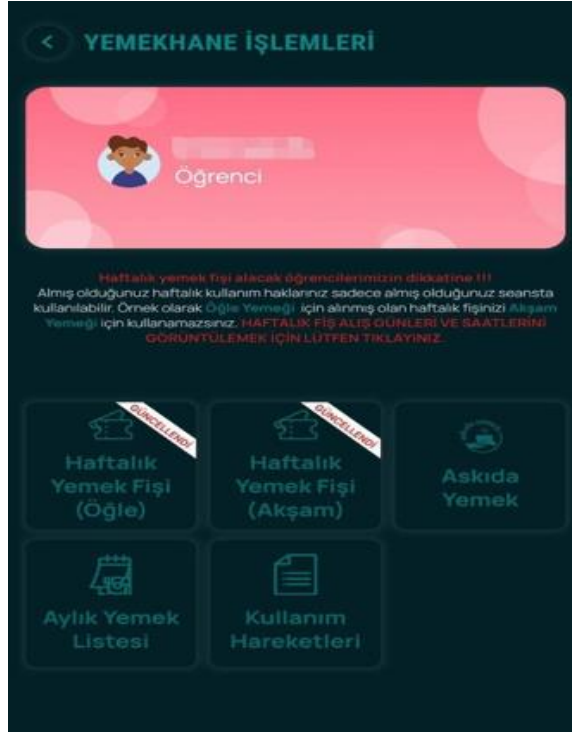 YEMEKHANE İŞLEMLERİ
Öğrenci
Haftalık yemek fişi alacak öğrencilerimizin dikkatine !!!
Almış olduğunuz haftalık kullanım haklarınız sadece almış olduğunuz seansta
kullanılabilir. Örnek olarak Öğle Yemeği için alınmış olan haftalık fişinizi Akşam
Yemeği için kullanamazsınız. HAFTALIK FİŞ ALIŞ GÜNLERİ VE SAATLERİNİ
GÖRÜNTÜLEMEK İÇİN LÜTFEN TIKLAYINIZ.
GÜNCELLENDİ
Haftalık
Yemek Fişi
(Öğle)
GÜNCELLENDİ
Haftalık
Yemek Fişi
(Akşam)
Askıda
Yemek
Aylık Yemek
Listesi
Kullanım
Hareketleri